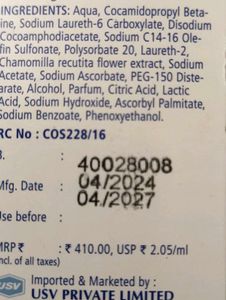 INGREDIENTS: Aqua, Cocamidopropyl Beta-
ine, Sodium Laureth-6 Carboxylate, Disodium
Cocoamphodiacetate, Sodium C14-16 Ole-
fin Sulfonate, Polysorbate 20, Laureth-2,
Chamomilla recutita flower extract, Sodium
Acetate, Sodium Ascorbate, PEG-150 Diste-
arate, Alcohol, Parfum, Citric Acid, Lactic
Acid, Sodium Hydroxide, Ascorbyl Palmitate,
Sodium Benzoate, Phenoxyethanol.
RC No : COS228/16
40028008
Mfg. Date : 04/2024
04/2027
Use before :
MRP ₹ : ₹ 410.00, USP ₹ 2.05/ml
incl. of all taxes)
USV Imported & Marketed by :
USV PRIVATE LIMITED